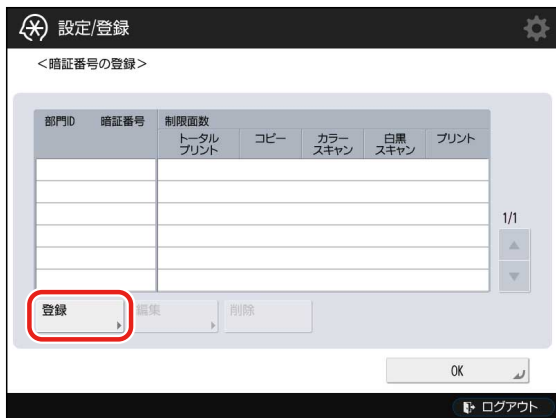 設定/登録
<暗証番号の登録>
部門ID 暗証番号 制限面数
トータル
プリント
コピー
カラー
スキャン
白黒
スキャン
プリント
1/1
登録 編集 削除
OK
ログアウト